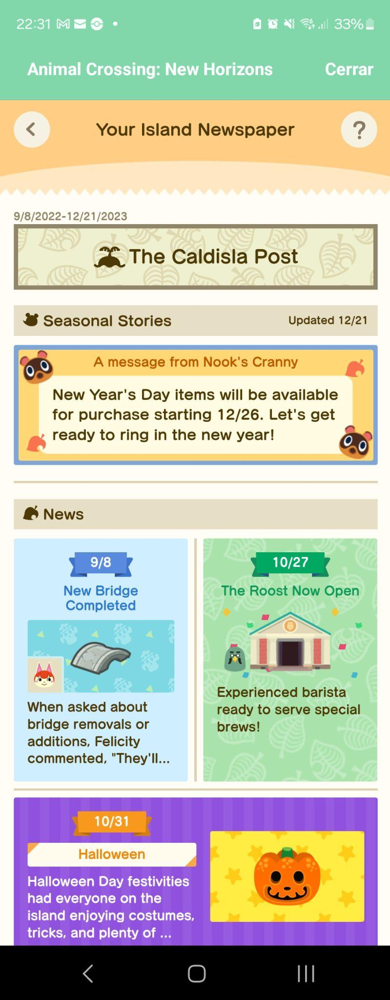 22:31
33%
Animal Crossing: New Horizons
Cerrar
Your Island Newspaper
?
9/8/2022-12/21/2023
The Caldisla Post
Seasonal Stories
Updated 12/21
A message from Nook's Cranny
New Year's Day items will be available
for purchase starting 12/26. Let's get
ready to ring in the new year!
News
9/8
New Bridge
Completed
When asked about
bridge removals or
additions, Felicity
commented, "They'll...
10/27
The Roost Now Open
Experienced barista
ready to serve special
brews!
10/31
Halloween
Halloween Day festivities
had everyone on the
island enjoying costumes,
tricks, and plenty of ...